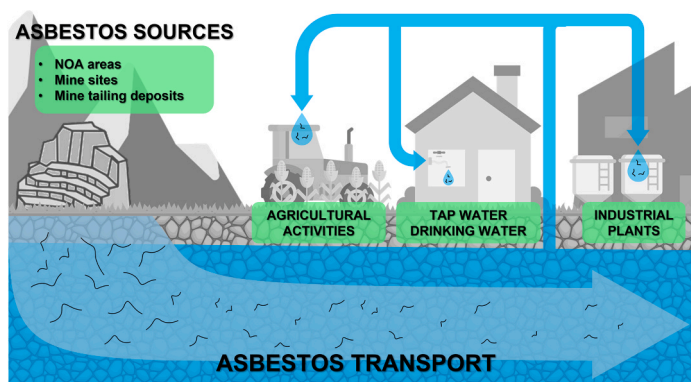 ASBESTOS SOURCES
• NOA areas
• Mine sites
• Mine tailing deposits
AGRICULTURAL
ACTIVITIES
TAP WATER
DRINKING WATER
INDUSTRIAL
PLANTS
ASBESTOS TRANSPORT